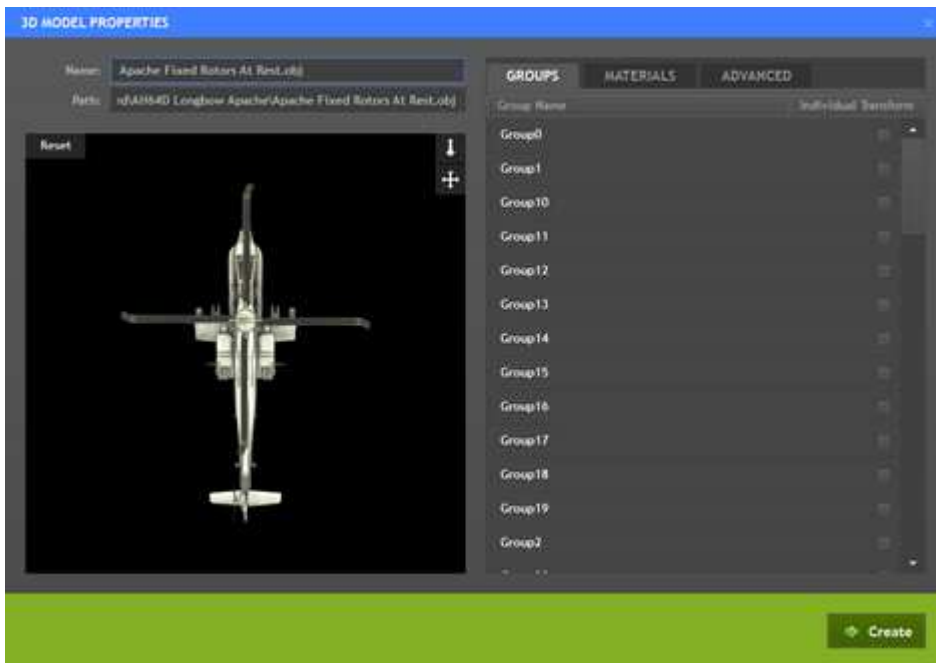 3D MODEL PROPERTIES
Name: Apache Fixed Rotors At Rest.obj
Path: \AH64D Longbow Apache\Apache Fixed Rotors At Rest.obj
Reset
GROUPS MATERIALS ADVANCED
Group Name Individual Transform
Group0
Group1
Group10
Group11
Group12
Group13
Group14
Group15
Group16
Group17
Group18
Group19
Group2
Create